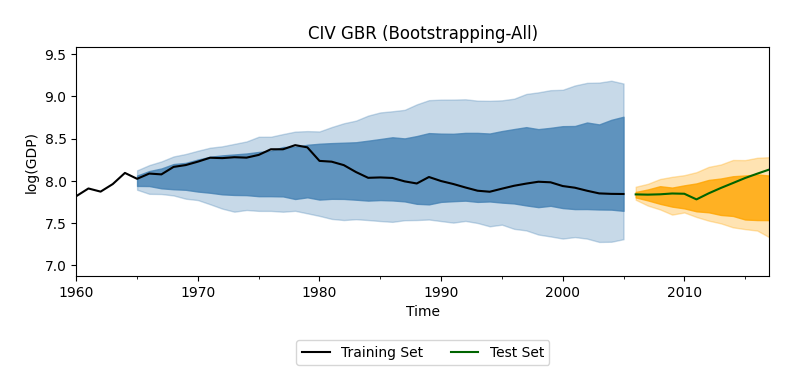 CIV GBR (Bootstrapping-All)
log(GDP)
9.5
9.0
8.5
8.0
7.5
7.0
1960 1970 1980 1990 2000 2010
Time
Training Set Test Set